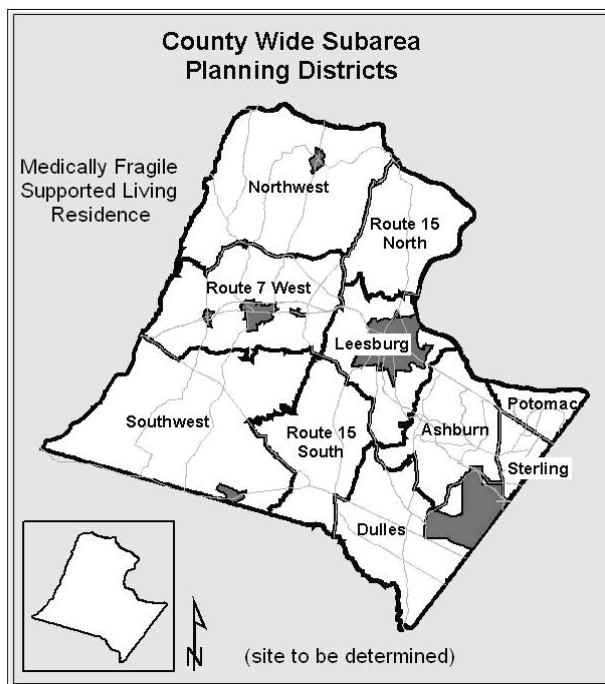 County Wide Subarea
Planning Districts
Medically Fragile
Supported Living
Residence
Northwest
Route 15
North
Route 7 West
Leesburg
Potomac
Southwest
Route 15
South
Ashburn
Sterling
Dulles
N
(site to be determined)